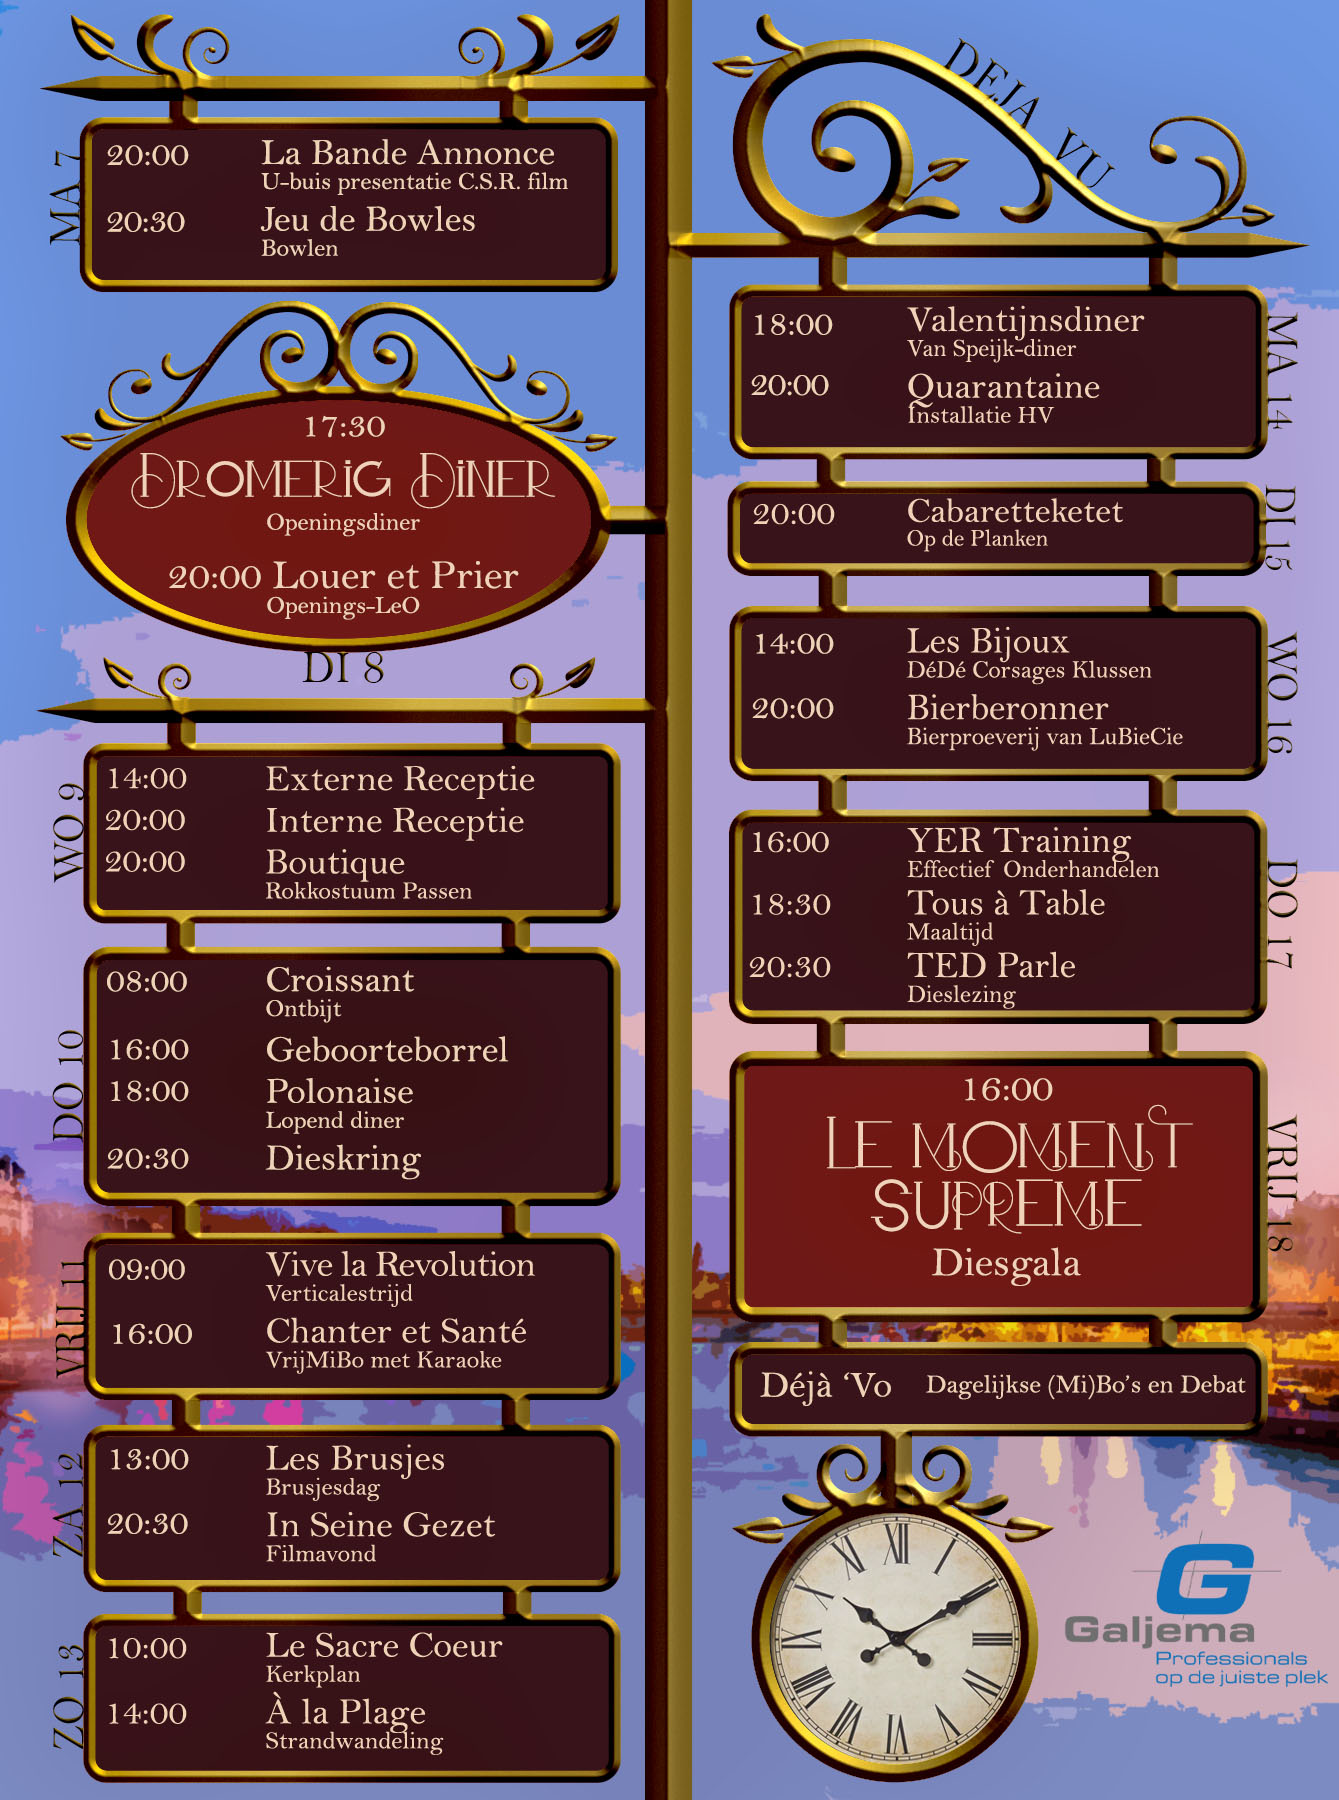 MA 7
20:00 La Bande Annonce
U-buis presentatie C.S.R. film
20:30 Jeu de Bowles
Bowlen
17:30
DROMERIG DINER
Openingsdiner
20:00 Louer et Prier
Openings-LeO
DI 8
WO 9
14:00 Externe Receptie
20:00 Interne Receptie
20:00 Boutique
Rokkostuum Passen
DO 10
08:00 Croissant
Ontbijt
16:00 Geboorteborrel
18:00 Polonaise
Lopend diner
20:30 Dieskring
VRIJ 11
09:00 Vive la Revolution
Verticalestrijd
16:00 Chanter et Santé
VrijMiBo met Karaoke
ZA 12
13:00 Les Brusjes
Brusjesdag
20:30 In Seine Gezet
Filmavond
ZO 13
10:00 Le Sacre Coeur
Kerkplan
14:00 À la Plage
Strandwandeling
DEJA VU
MA 14
18:00 Valentijnsdiner
Van Speijk-diner
20:00 Quarantaine
Installatie HV
DI 15
20:00 Cabaretteketet
Op de Planken
WO 16
14:00 Les Bijoux
DéDé Corsages Klussen
20:00 Bierberonner
Bierproeverij van LuBieCie
DO 17
16:00 YER Training
Effectief Onderhandelen
18:30 Tous à Table
Maaltijd
20:30 TED Parle
Dieslezing
VRIJ 18
16:00
LE MOMENT
SUPREME
Diesgala
Déjà ‘Vo Dagelijkse (Mi)Bo’s en Debat
XII
I
II
III
IIII
V
VI
VII
VIII
IX
X
XI
G
Galjema
Professionals
op de juiste plek